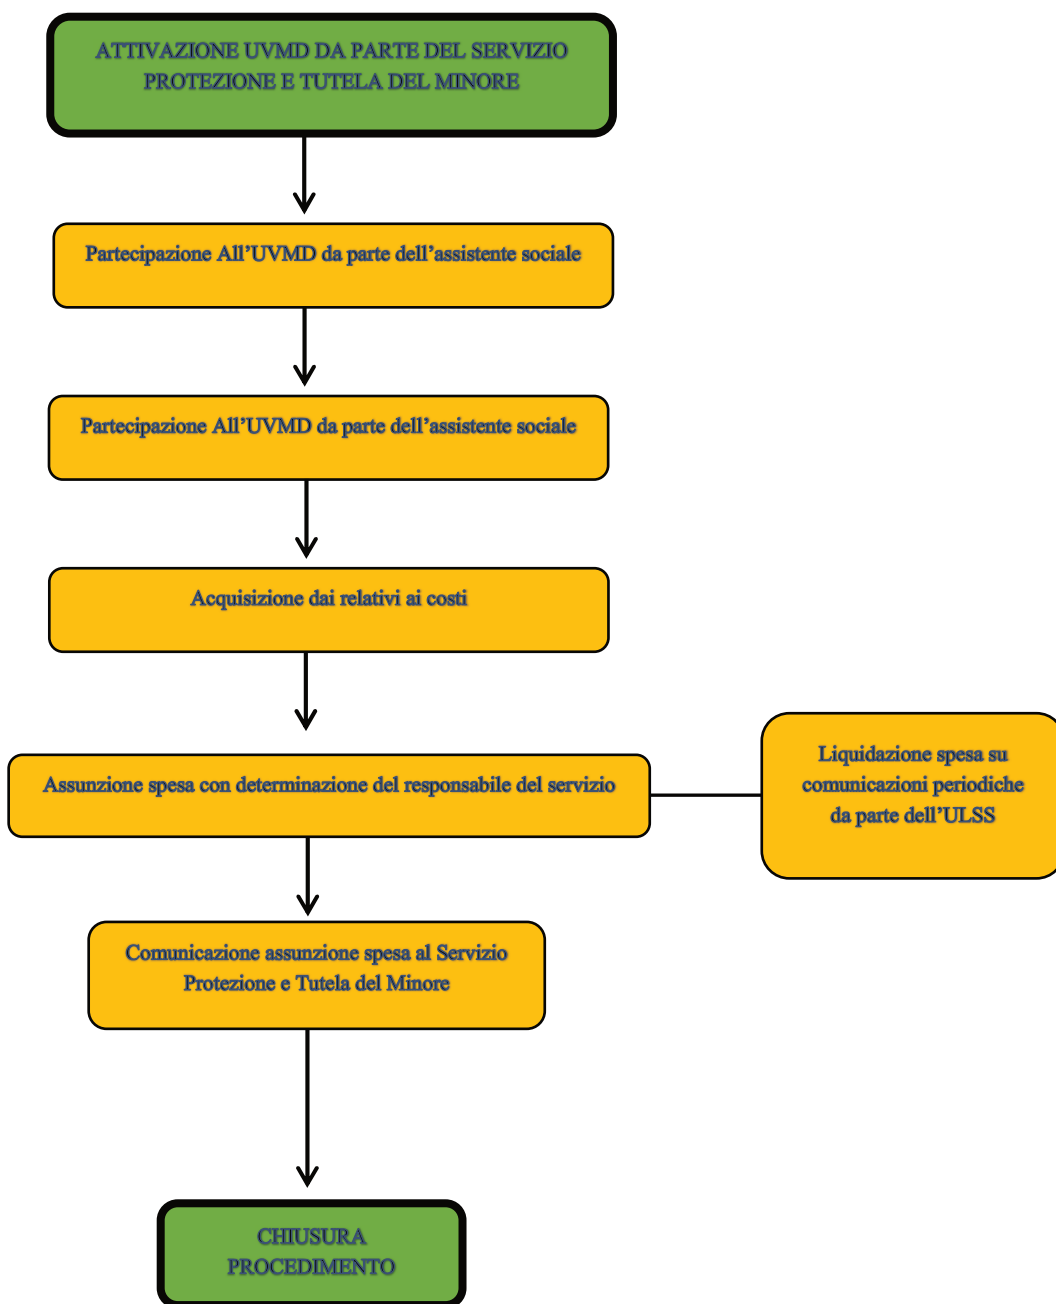 ATTIVAZIONE UVMD DA PARTE DEL SERVIZIO
PROTEZIONE E TUTELA DEL MINORE
Partecipazione All’UVMD da parte dell’assistente sociale
Partecipazione All’UVMD da parte dell’assistente sociale
Acquisizione dai relativi ai costi
Assunzione spesa con determinazione del responsabile del servizio
Liquidazione spesa su
comunicazioni periodiche
da parte dell’ULSS
Comunicazione assunzione spesa al Servizio
Protezione e Tutela del Minore
CHIUSURA
PROCEDIMENTO